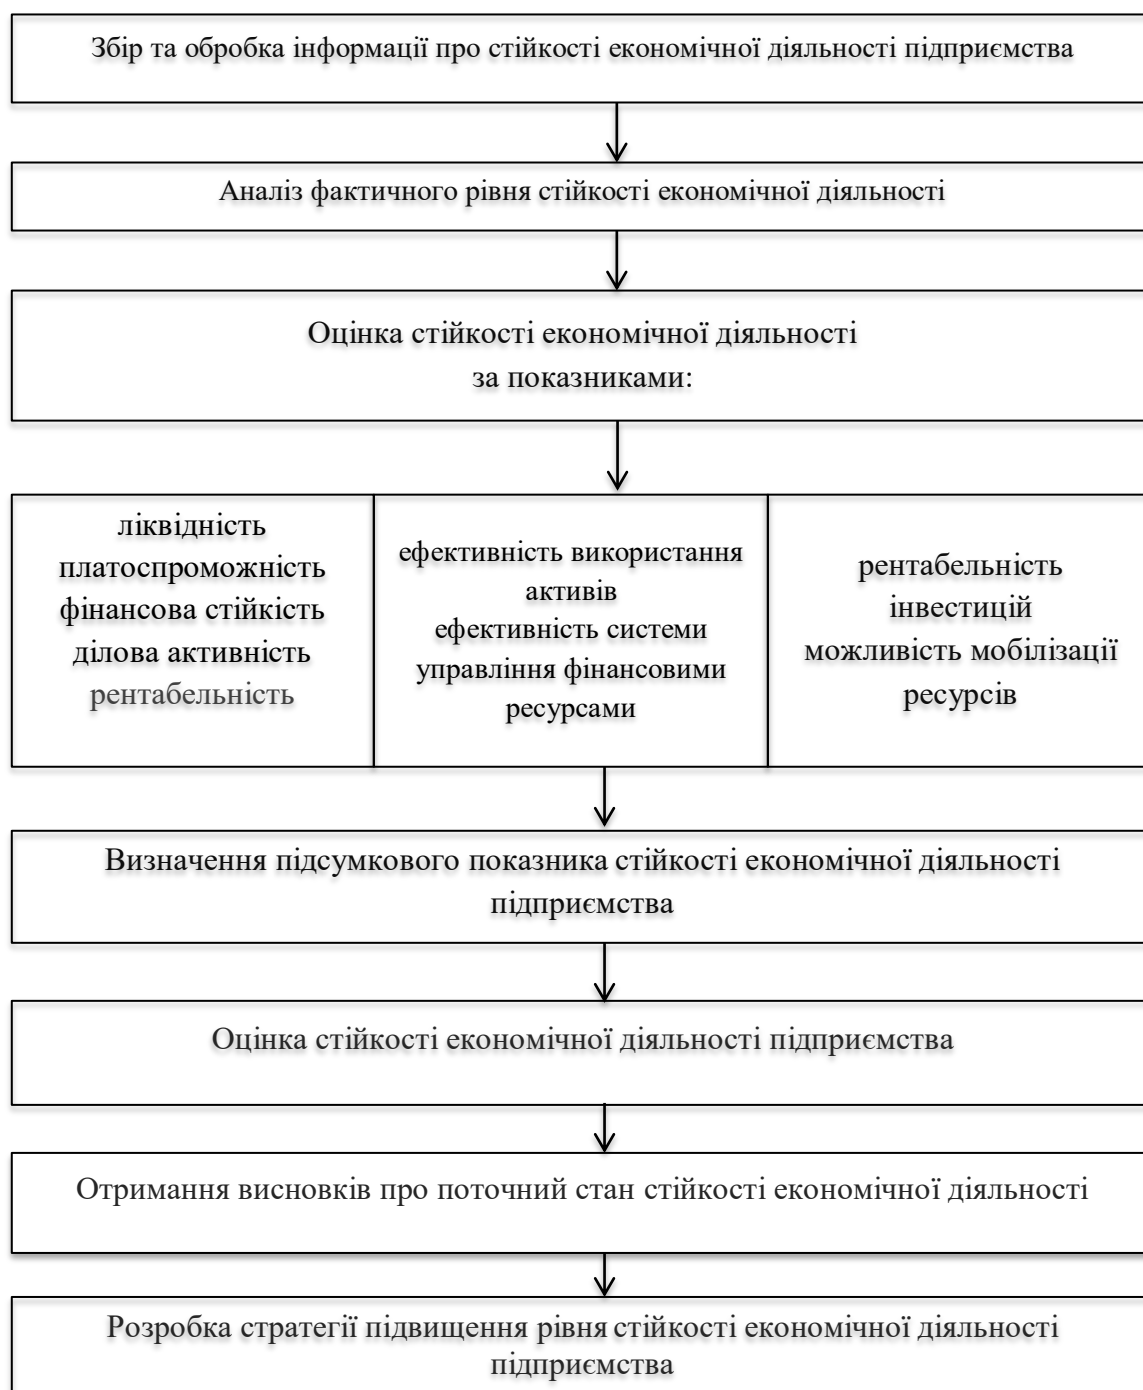 Збір та обробка інформації про стійкості економічної діяльності підприємства
Аналіз фактичного рівня стійкості економічної діяльності
Оцінка стійкості економічної діяльності
за показниками:
ліквідність
платоспроможність
фінансова стійкість
ділова активність
рентабельність
ефективність використання
активів
ефективність системи
управління фінансовими
ресурсами
рентабельність
інвестицій
можливість мобілізації
ресурсів
Визначення підсумкового показника стійкості економічної діяльності
підприємства
Оцінка стійкості економічної діяльності підприємства
Отримання висновків про поточний стан стійкості економічної діяльності
Розробка стратегії підвищення рівня стійкості економічної діяльності
підприємства